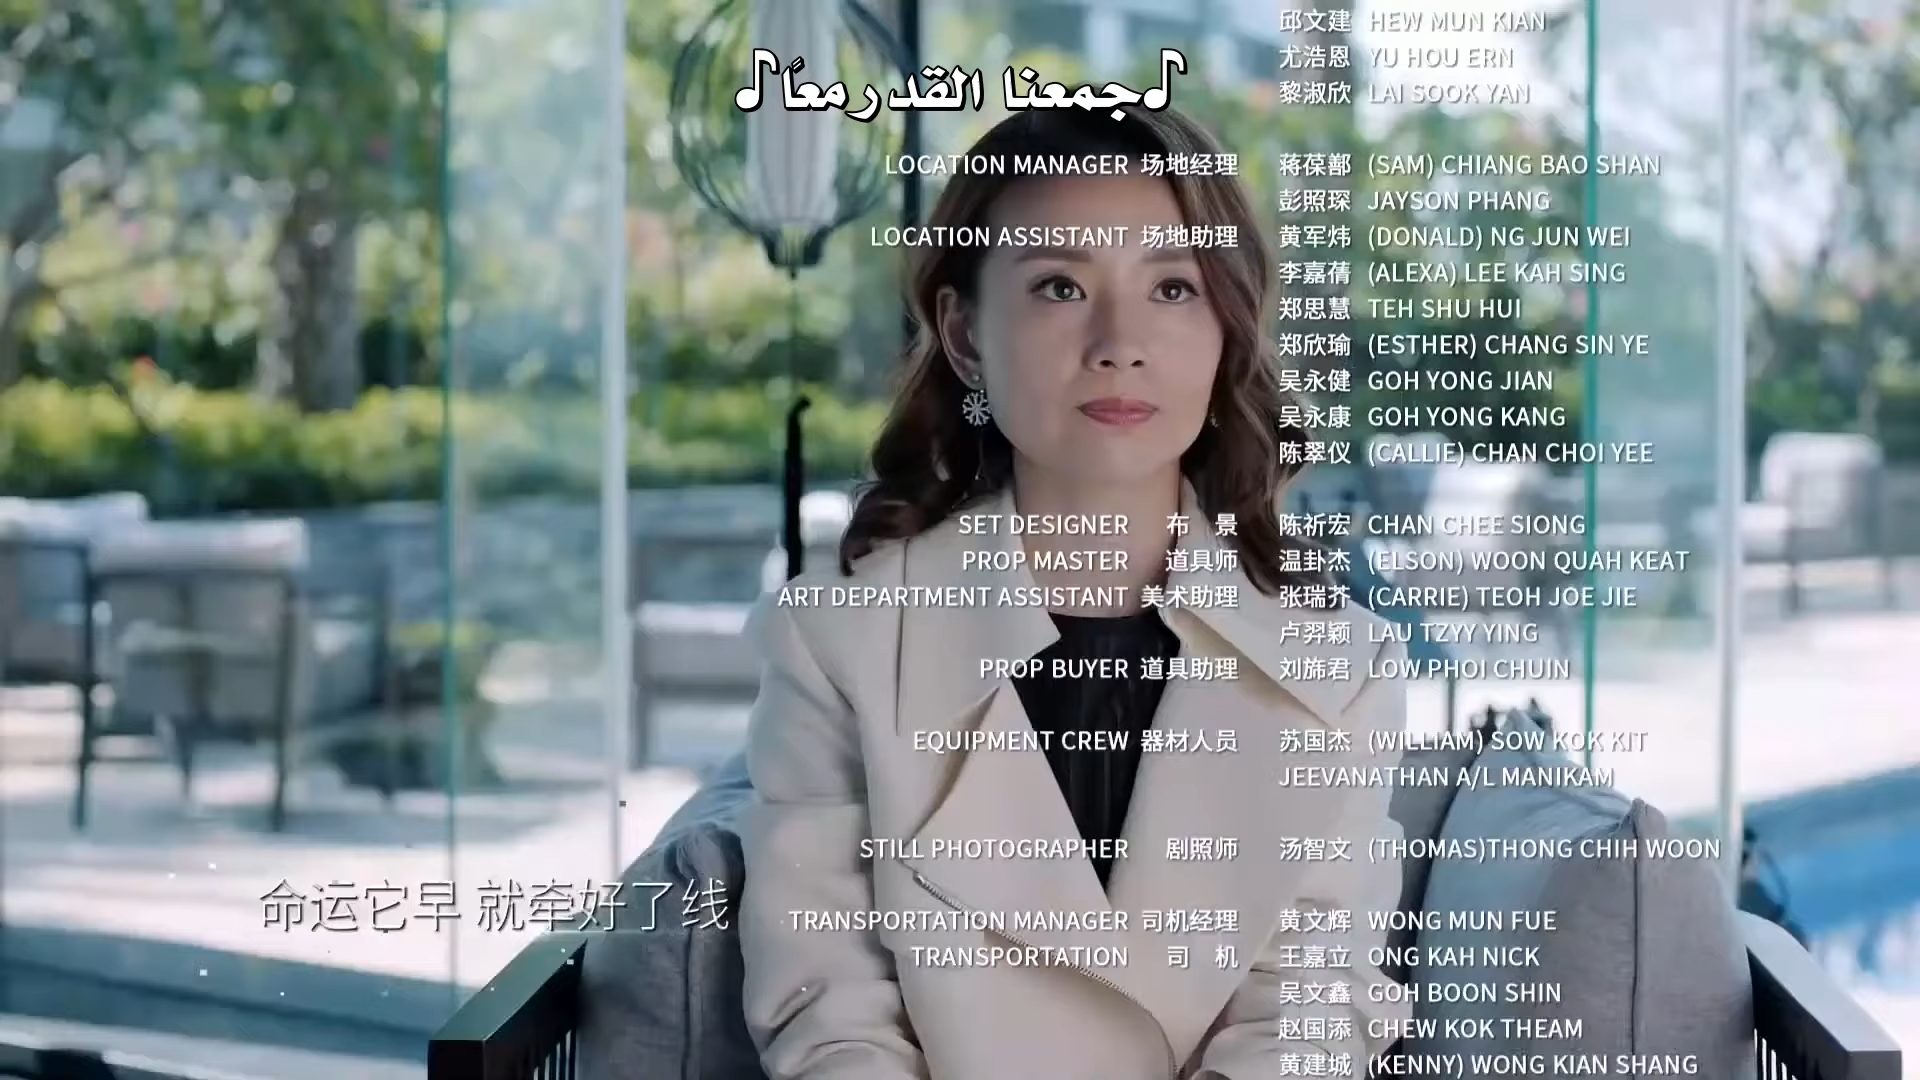 邱文建 HEW MUN KIAN
尤浩恩 YU HOU ERN
黎淑欣 LAI SOOK YAN
♪جمعنا القدر معًا♪
LOCATION MANAGER 场地经理 蒋葆鄯 (SAM) CHIANG BAO SHAN
彭照琛 JAYSON PHANG
LOCATION ASSISTANT 场地助理 黄军炜 (DONALD) NG JUN WEI
李嘉蒨 (ALEXA) LEE KAH SING
郑思慧 TEH SHU HUI
郑欣瑜 (ESTHER) CHANG SIN YE
吴永健 GOH YONG JIAN
吴永康 GOH YONG KANG
陈翠仪 (CALLIE) CHAN CHOI YEE
SET DESIGNER 布 景 陈祈宏 CHAN CHEE SIONG
PROP MASTER 道具师 温卦杰 (ELSON) WOON QUAH KEAT
ART DEPARTMENT ASSISTANT 美术助理 张瑞芥 (CARRIE) TEOH JOE JIE
卢羿颖 LAU TZYY YING
PROP BUYER 道具助理 刘旆君 LOW PHOI CHUIN
EQUIPMENT CREW 器材人员 苏国杰 (WILLIAM) SOW KOK KIT
JEEVANATHAN A/L MANIKAM
STILL PHOTOGRAPHER 剧照师 汤智文 (THOMAS)THONG CHIH WOON
命运它早 就牵好了线
TRANSPORTATION MANAGER 司机经理 黄文辉 WONG MUN FUE
TRANSPORTATION 司 机 王嘉立 ONG KAH NICK
吴文鑫 GOH BOON SHIN
赵国添 CHEW KOK THEAM
黄建城 (KENNY) WONG KIAN SHANG